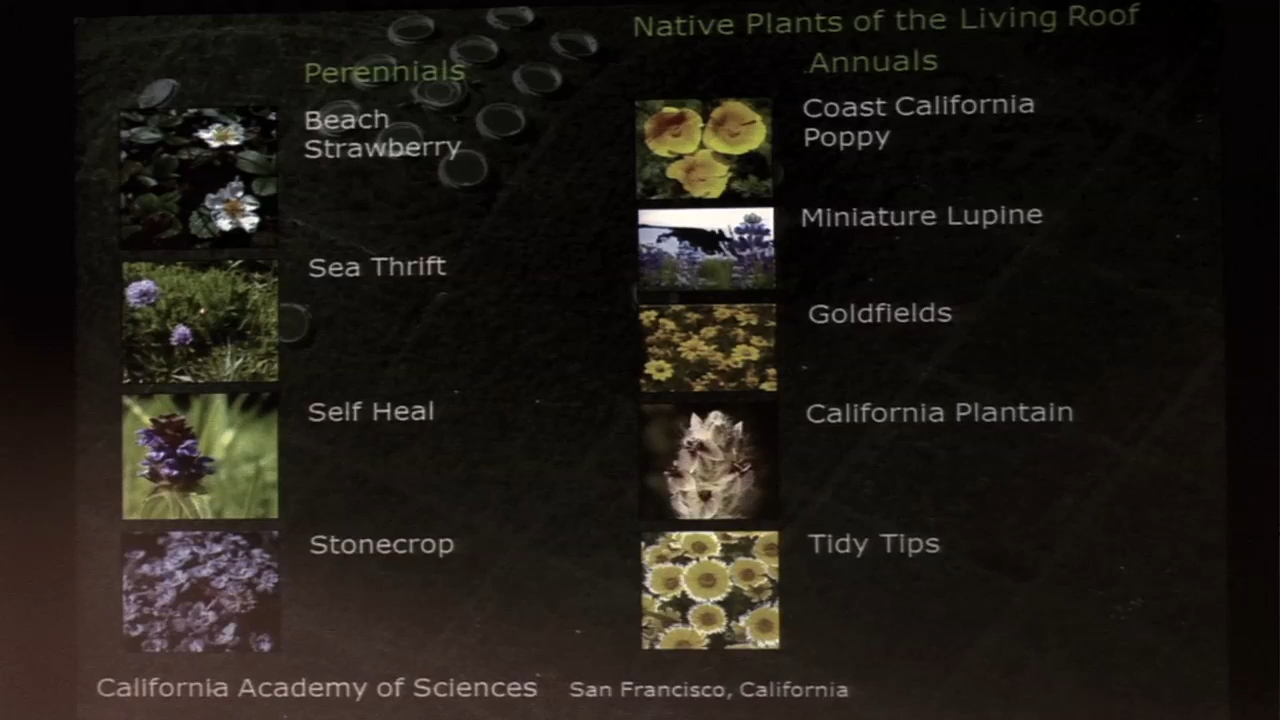 Native Plants of the Living Roof
Perennials
Beach
Strawberry
Sea Thrift
Self Heal
Stonecrop
Annuals
Coast California
Poppy
Miniature Lupine
Goldfields
California Plantain
Tidy Tips
California Academy of Sciences San Francisco, California